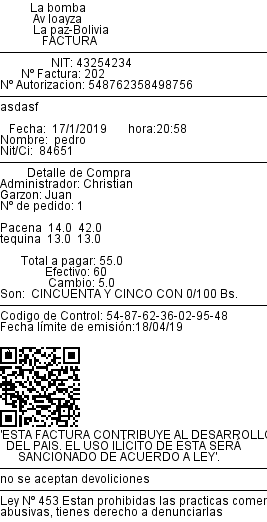 La bomba
Av loayza
La paz-Bolivia
FACTURA
NIT: 43254234
Nº Factura: 202
Nº Autorizacion: 548762358498756
asdasf
Fecha: 17/1/2019 hora:20:58
Nombre: pedro
Nit/Ci: 84651
Detalle de Compra
Administrador: Christian
Garzon: Juan
Nº de pedido: 1
Pacena 14.0 42.0
tequina 13.0 13.0
Total a pagar: 55.0
Efectivo: 60
Cambio: 5.0
Son: CINCUENTA Y CINCO CON 0/100 Bs.
Codigo de Control: 54-87-62-36-02-95-48
Fecha límite de emisión:18/04/19
'ESTA FACTURA CONTRIBUYE AL DESARROLLO
DEL PAIS. EL USO ILICITO DE ESTA SERA
SANCIONADO DE ACUERDO A LEY'.
no se aceptan devoliciones
Ley Nº 453 Estan prohibidas las practicas comer
abusivas, tienes derecho a denunciarlas